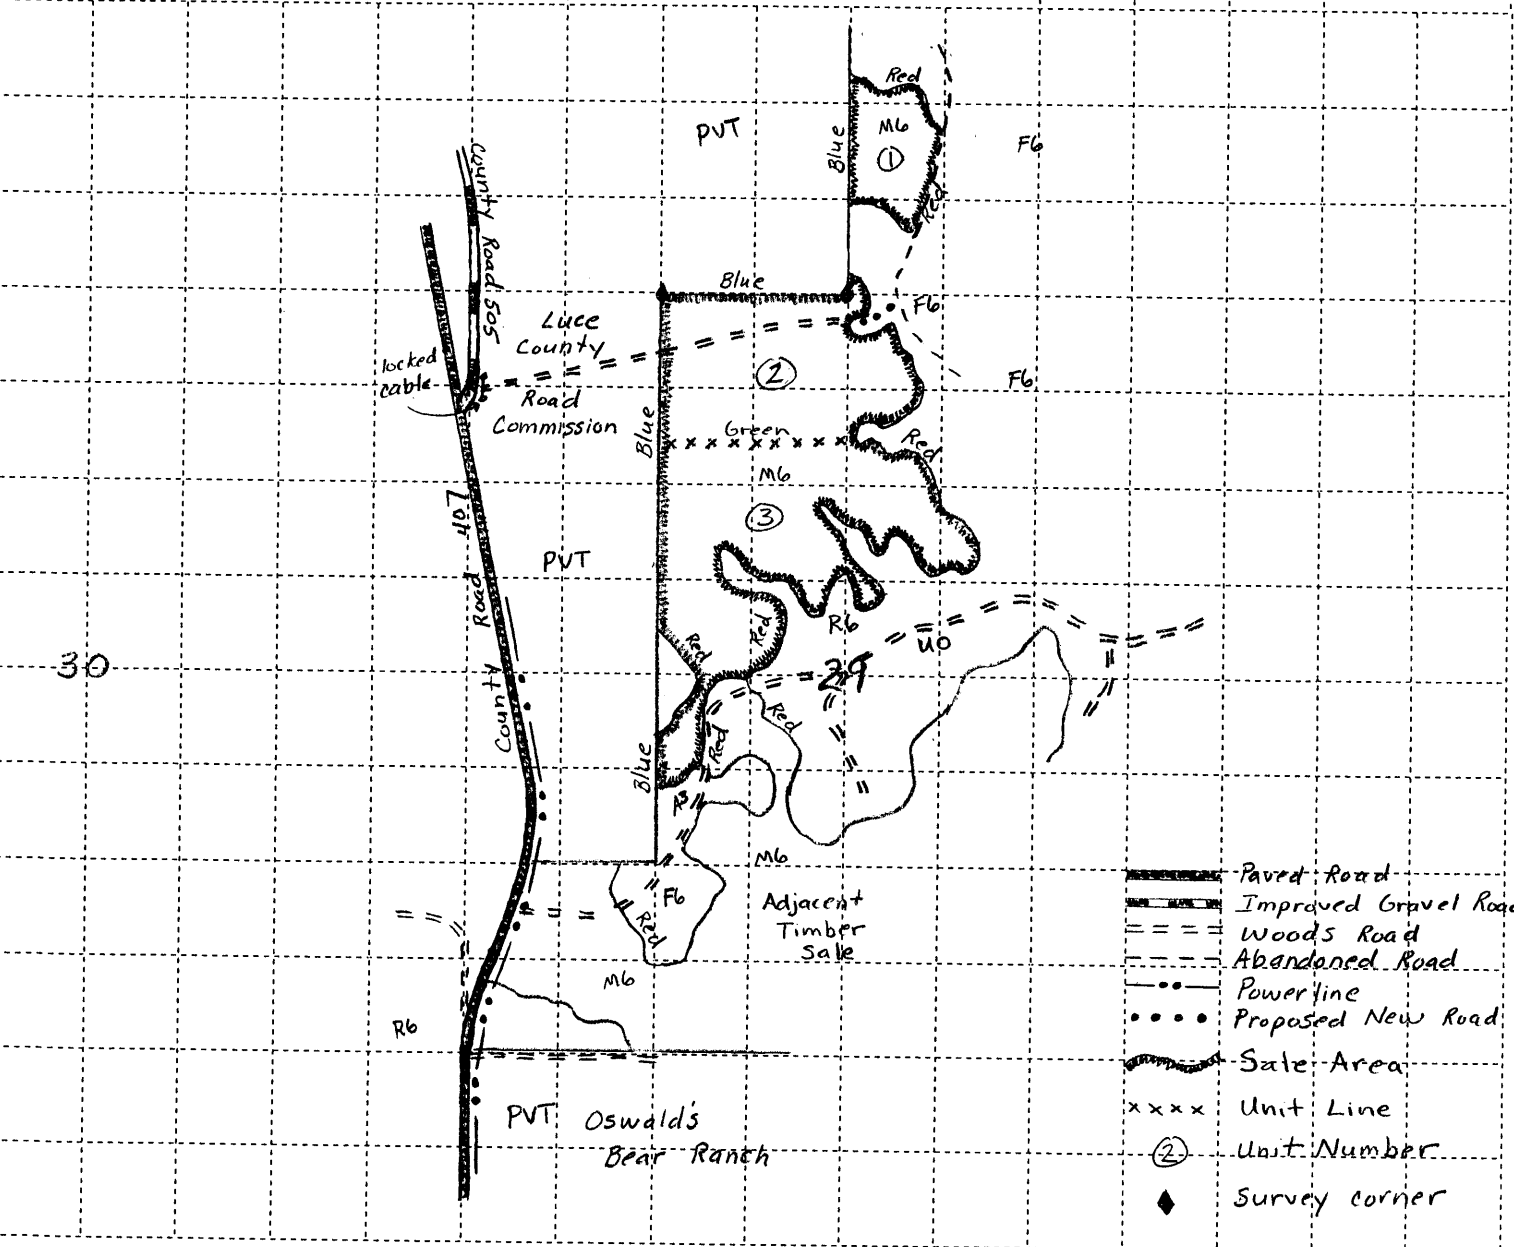 Red
PVT
Blue
M6
1
F6
Red
County Road 505
Blue
F6
Luce
County
locked
cable
2
F6
Road
Commission
Blue
Green
Red
M6
3
County Road 407
PVT
Red
Red
R6
UO
30
29
Red
Blue
Red
A3
M6
F6
Red
Adjacent
Timber
Sale
M6
R6
PVT
Oswald's
Bear Ranch
Paved Road
Improved Gravel Road
Woods Road
Abandoned Road
Powerline
Proposed New Road
Sale Area
Unit Line
2 Unit Number
Survey corner